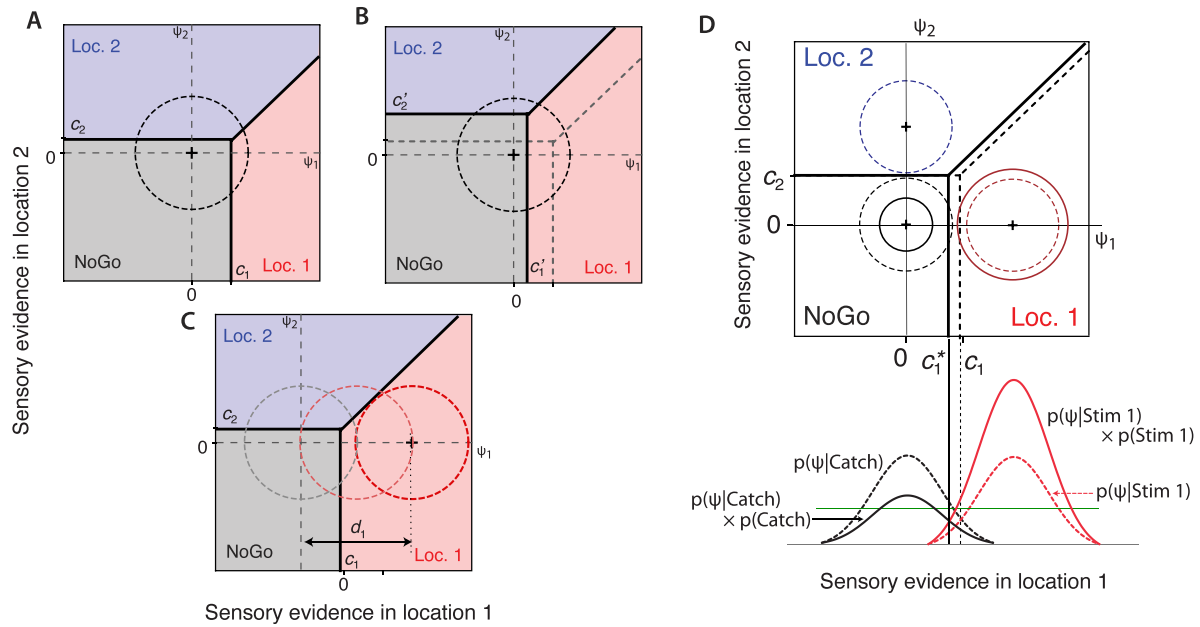 A
Loc. 2
ψ2
c2
0
ψ1
NoGo
c1
Loc. 1
0
B
Loc. 2
ψ2
c2′
0
ψ1
NoGo
c1′
Loc. 1
0
C
Loc. 2
ψ2
c2
0
ψ1
d1
NoGo
c1
Loc. 1
0
Sensory evidence in location 2
Sensory evidence in location 1
D
ψ2
Loc. 2
Sensory evidence in location 2
c2
0
ψ1
NoGo
Loc. 1
0
c1*
c1
p(ψ|Stim 1)
× p(Stim 1)
p(ψ|Catch)
p(ψ|Stim 1)
p(ψ|Catch)
× p(Catch)
Sensory evidence in location 1